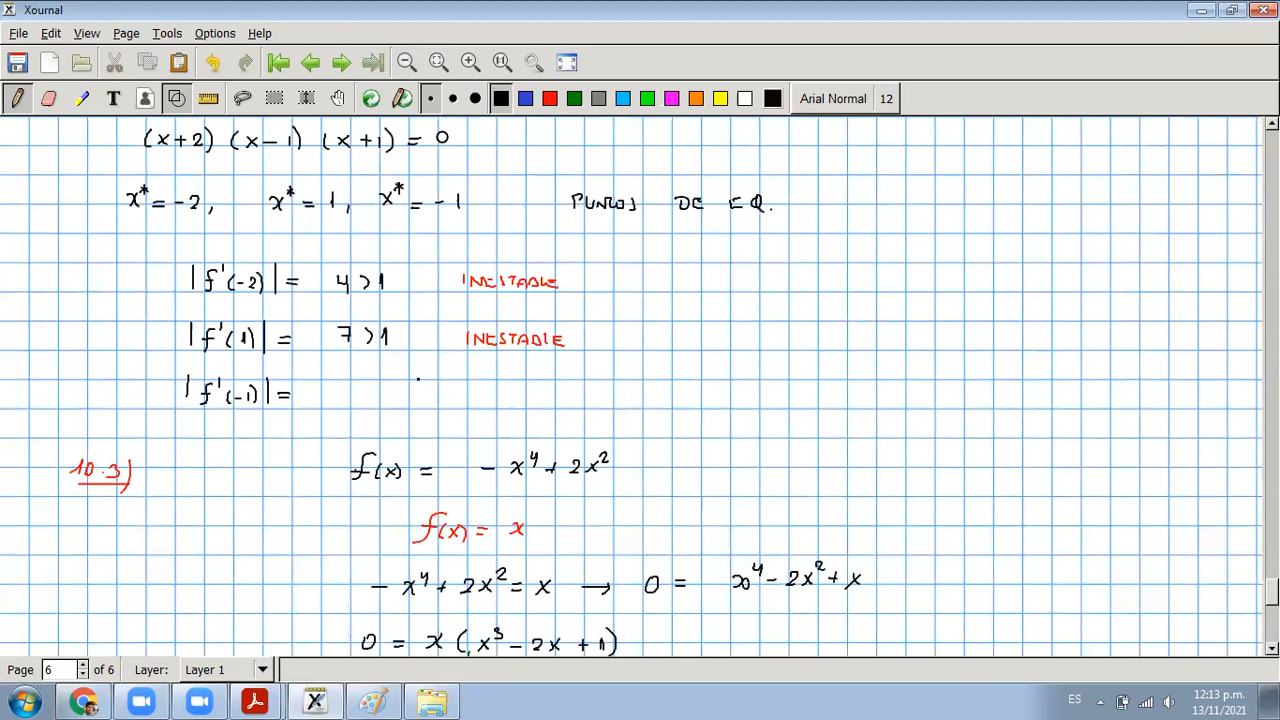 Xournal
File Edit View Page Tools Options Help
Arial Normal 12
(x+2) (x-1) (x+1) = 0
x* = -2, x* = 1, x* = -1 PUNTOS DE EQ.
|f'(-2)| = 4 > 1 INESTABLE
|f'(1)| = 7 > 1 INESTABLE
|f'(-1)| =
10.3) f(x) = - x⁴ + 2x²
f(x) = x
- x⁴ + 2x² = x → 0 = x⁴ - 2x² + x
0 = x (x³ - 2x + 1)
Page 6 of 6 Layer: Layer 1
ES 12:13 p.m.
13/11/2021